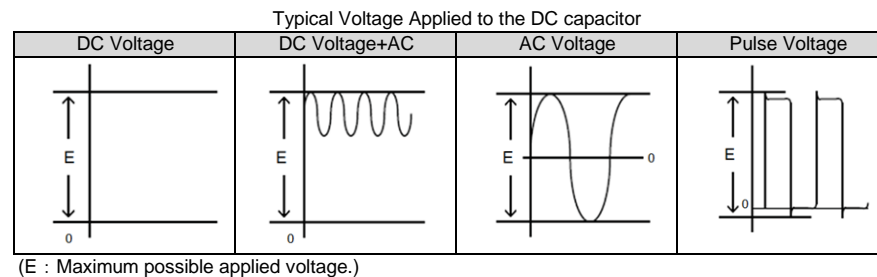 Typical Voltage Applied to the DC capacitor
DC Voltage DC Voltage+AC AC Voltage Pulse Voltage
E E E E
0 0 0 0
(E：Maximum possible applied voltage.)